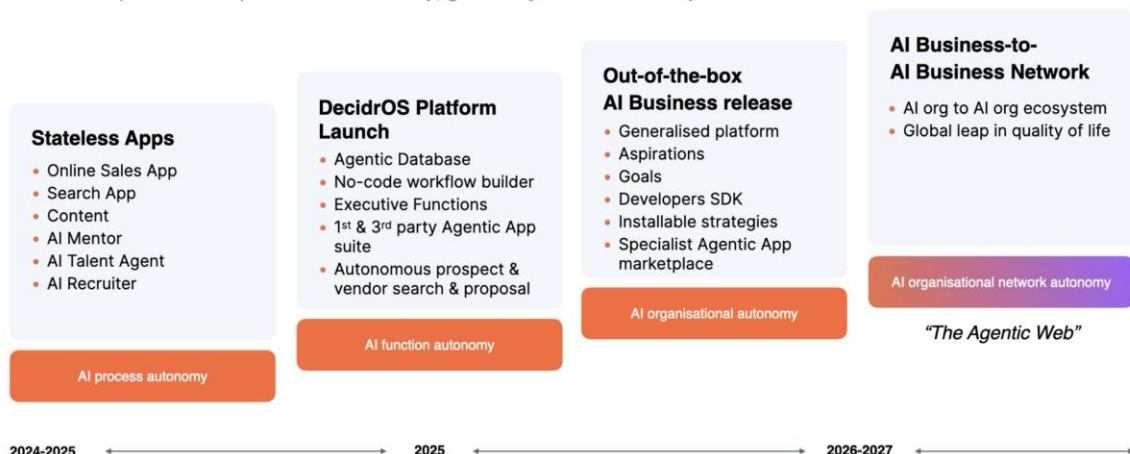 Stateless Apps
• Online Sales App
• Search App
• Content
• AI Mentor
• AI Talent Agent
• AI Recruiter
AI process autonomy
DecidrOS Platform
Launch
• Agentic Database
• No-code workflow builder
• Executive Functions
• 1st & 3rd party Agentic App
suite
• Autonomous prospect &
vendor search & proposal
AI function autonomy
Out-of-the-box
AI Business release
• Generalised platform
• Aspirations
• Goals
• Developers SDK
• Installable strategies
• Specialist Agentic App
marketplace
AI organisational autonomy
AI Business-to-
AI Business Network
• AI org to AI org ecosystem
• Global leap in quality of life
AI organisational network autonomy
“The Agentic Web”
2024-2025
2025
2026-2027